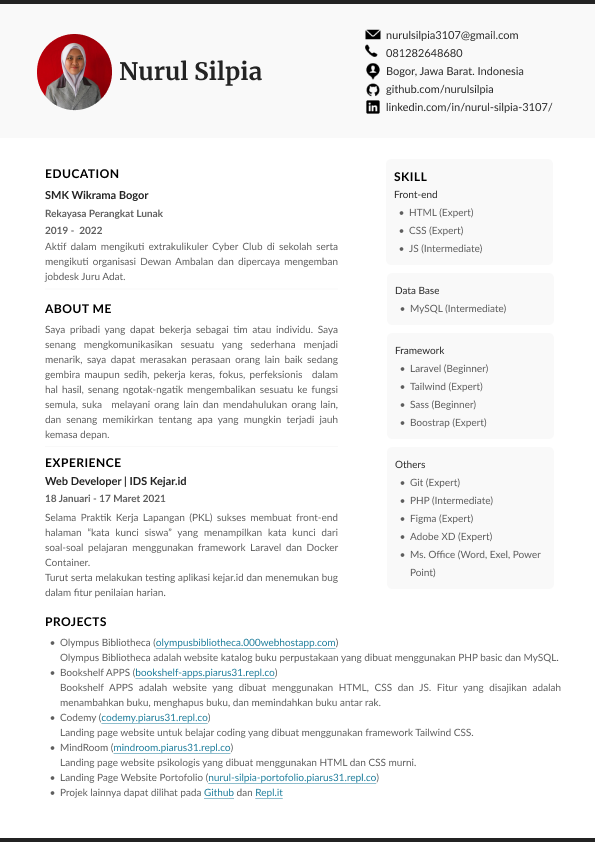 Nurul Silpia
nurulsilpia3107@gmail.com
081282648680
Bogor, Jawa Barat. Indonesia
github.com/nurulsilpia
linkedin.com/in/nurul-silpia-3107/
EDUCATION
SMK Wikrama Bogor
Rekayasa Perangkat Lunak
2019 - 2022
Aktif dalam mengikuti extrakulikuler Cyber Club di sekolah serta
mengikuti organisasi Dewan Ambalan dan dipercaya mengemban
jobdesk Juru Adat.
ABOUT ME
Saya pribadi yang dapat bekerja sebagai tim atau individu. Saya
senang mengkomunikasikan sesuatu yang sederhana menjadi
menarik, saya dapat merasakan perasaan orang lain baik sedang
gembira maupun sedih, pekerja keras, fokus, perfeksionis dalam
hal hasil, senang ngotak-ngatik mengembalikan sesuatu ke fungsi
semula, suka melayani orang lain dan mendahulukan orang lain,
dan senang memikirkan tentang apa yang mungkin terjadi jauh
kemasa depan.
EXPERIENCE
Web Developer | IDS Kejar.id
18 Januari - 17 Maret 2021
Selama Praktik Kerja Lapangan (PKL) sukses membuat front-end
halaman "kata kunci siswa" yang menampilkan kata kunci dari
soal-soal pelajaran menggunakan framework Laravel dan Docker
Container.
Turut serta melakukan testing aplikasi kejar.id dan menemukan bug
dalam fitur penilaian harian.
SKILL
Front-end
• HTML (Expert)
• CSS (Expert)
• JS (Intermediate)
Data Base
• MySQL (Intermediate)
Framework
• Laravel (Beginner)
• Tailwind (Expert)
• Sass (Beginner)
• Boostrap (Expert)
Others
• Git (Expert)
• PHP (Intermediate)
• Figma (Expert)
• Adobe XD (Expert)
• Ms. Office (Word, Exel, Power
Point)
PROJECTS
• Olympus Bibliotheca (olympusbibliotheca.000webhostapp.com)
Olympus Bibliotheca adalah website katalog buku perpustakaan yang dibuat menggunakan PHP basic dan MySQL.
• Bookshelf APPS (bookshelf-apps.piarus31.repl.co)
Bookshelf APPS adalah website yang dibuat menggunakan HTML, CSS dan JS. Fitur yang disajikan adalah
menambahkan buku, menghapus buku, dan memindahkan buku antar rak.
• Codemy (codemy.piarus31.repl.co)
Landing page website untuk belajar coding yang dibuat menggunakan framework Tailwind CSS.
• MindRoom (mindroom.piarus31.repl.co)
Landing page website psikologis yang dibuat menggunakan HTML dan CSS murni.
• Landing Page Website Portofolio (nurul-silpia-portofolio.piarus31.repl.co)
• Projek lainnya dapat dilihat pada Github dan Repl.it